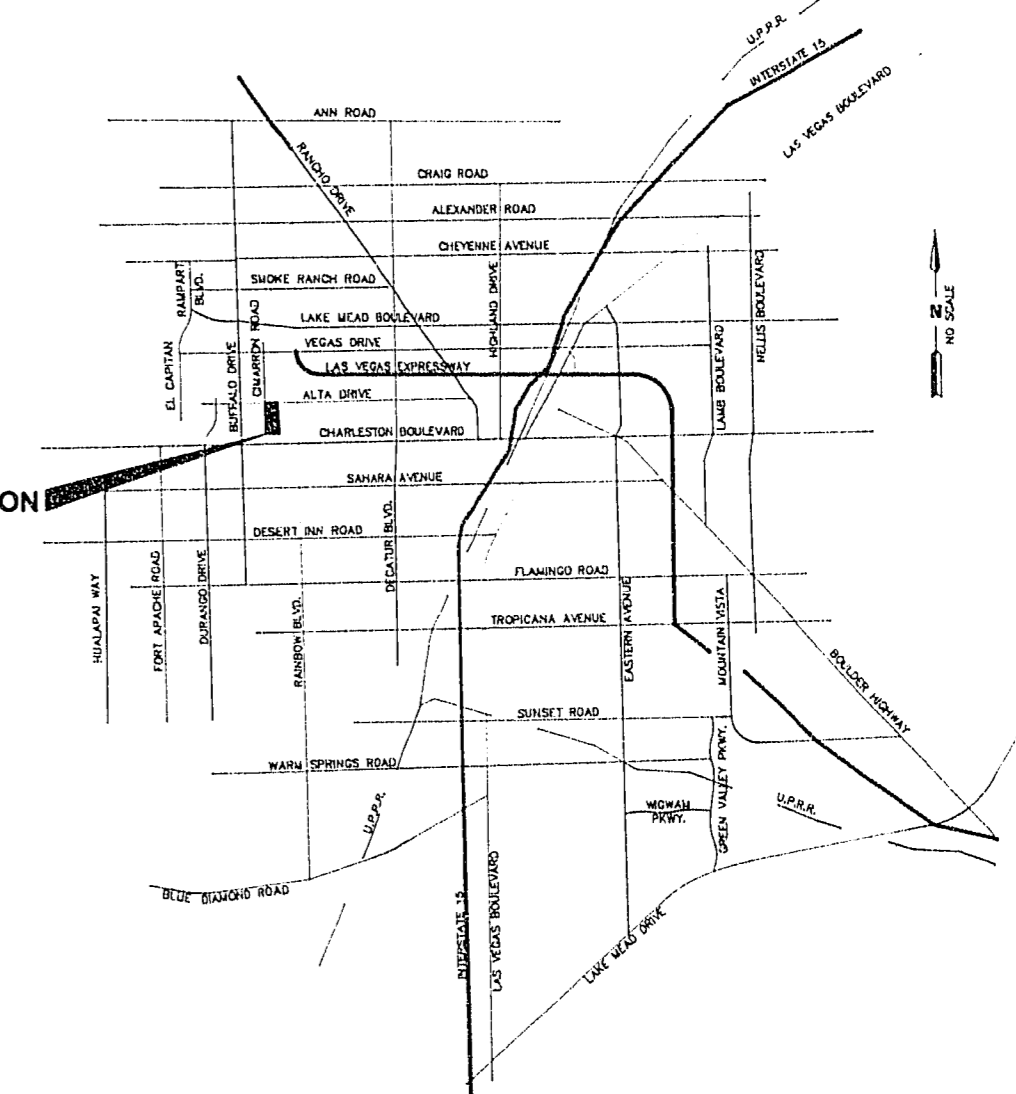 U.P.R.R.
INTERSTATE 15
LAS VEGAS BOULEVARD
ANN ROAD
RANCHO DRIVE
CRAIG ROAD
ALEXANDER ROAD
CHEYENNE AVENUE
RAMPART
BLVD.
SMOKE RANCH ROAD
HIGHLAND DRIVE
NELLIS BOULEVARD
N
NO SCALE
CIMARRON ROAD
LAKE MEAD BOULEVARD
VEGAS DRIVE
LAS VEGAS EXPRESSWAY
EL CAPITAN
BUFFALO DRIVE
LAMB BOULEVARD
ALTA DRIVE
CHARLESTON BOULEVARD
SAHARA AVENUE
ON
DECATUR BLVD.
DESERT INN ROAD
HUALAPAI WAY
FORT APACHE ROAD
DURANGO DRIVE
FLAMINGO ROAD
RAINBOW BLVD.
TROPICANA AVENUE
EASTERN AVENUE
MOUNTAIN VISTA
BOULDER HIGHWAY
SUNSET ROAD
WARM SPRINGS ROAD
GREEN VALLEY PKWY.
U.P.R.R.
WIGWAM
PKWY.
U.P.R.R.
BLUE DIAMOND ROAD
INTERSTATE 15
LAS VEGAS BOULEVARD
LAKE MEAD DRIVE